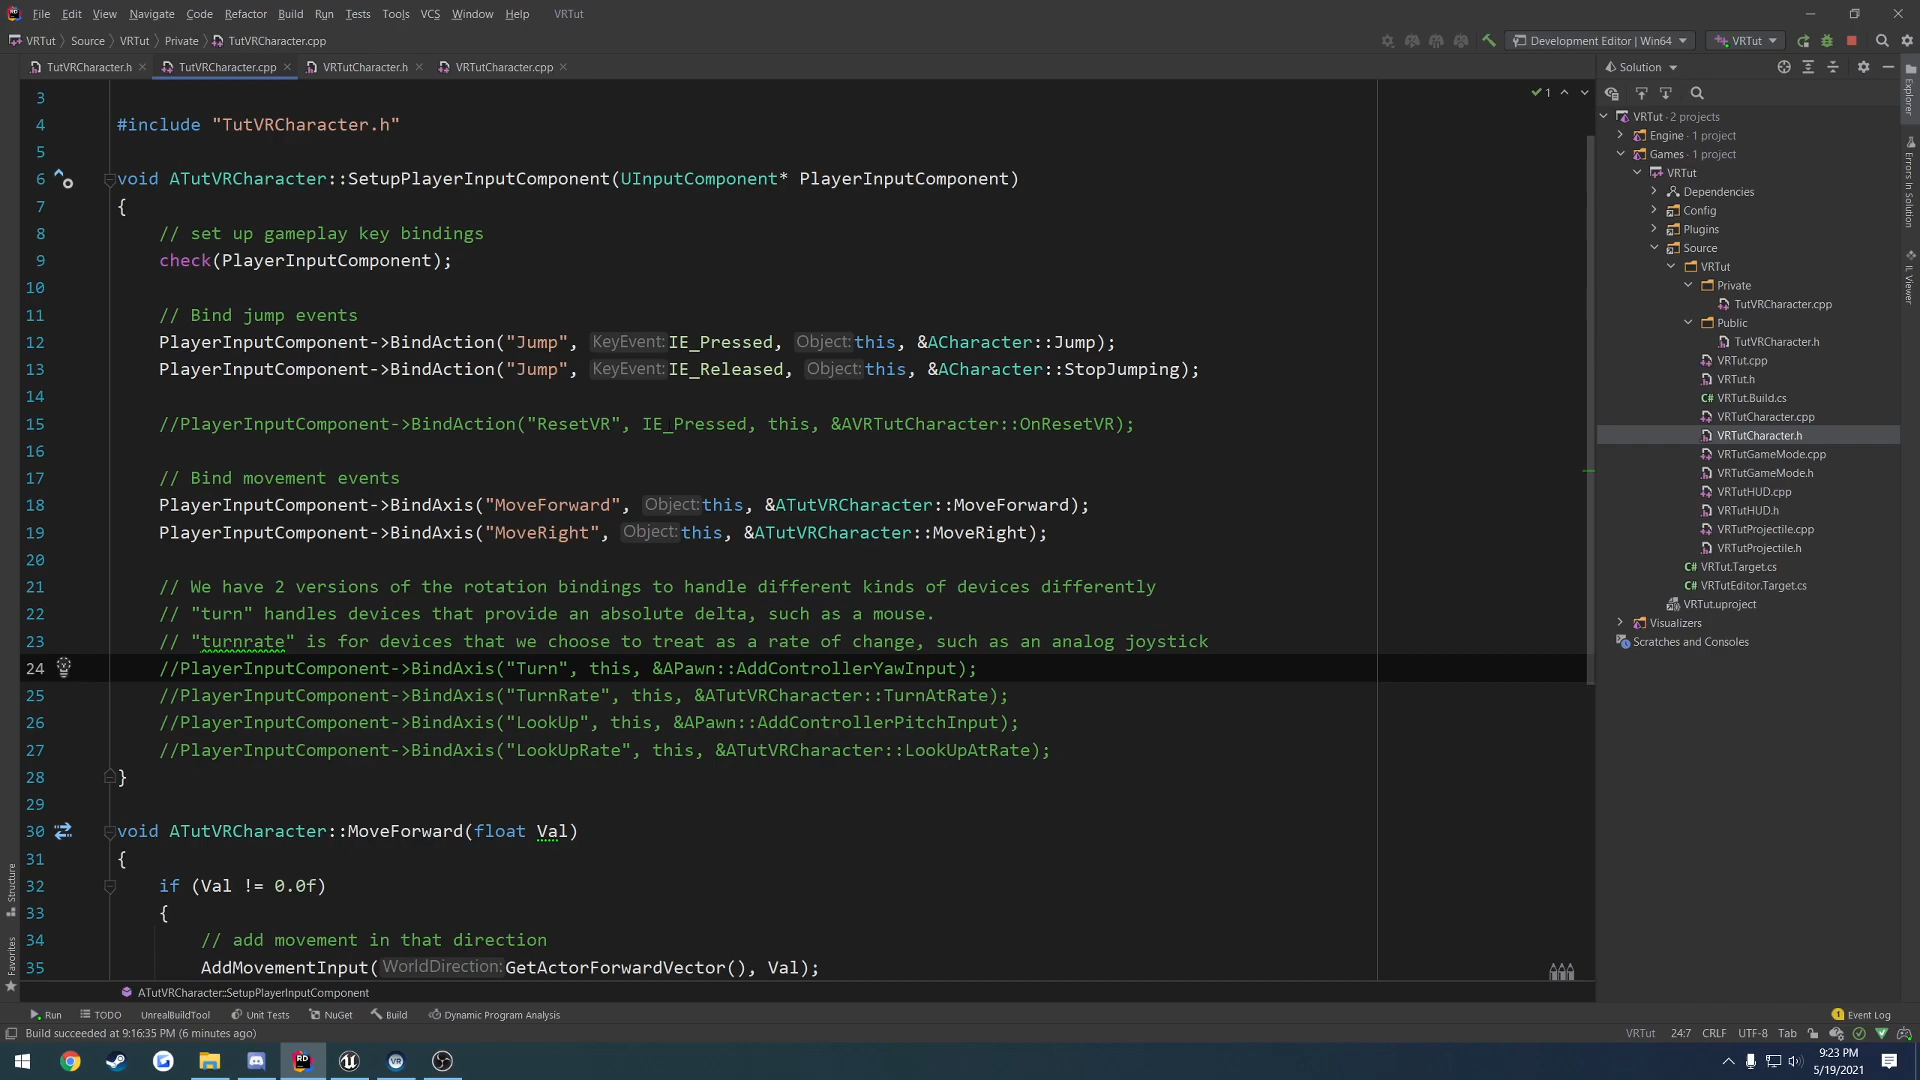 File Edit View Navigate Code Refactor Build Run Tests Tools VCS Window Help VRTut
VRTut Source VRTut Private TutVRCharacter.cpp
Development Editor | Win64 VRTut
TutVRCharacter.h TutVRCharacter.cpp VRTutCharacter.h VRTutCharacter.cpp
Solution
1
3
4 #include "TutVRCharacter.h"
5
6 void ATutVRCharacter::SetupPlayerInputComponent(UInputComponent* PlayerInputComponent)
7 {
8 // set up gameplay key bindings
9 check(PlayerInputComponent);
10
11 // Bind jump events
12 PlayerInputComponent->BindAction("Jump", KeyEvent: IE_Pressed, Object: this, &ACharacter::Jump);
13 PlayerInputComponent->BindAction("Jump", KeyEvent: IE_Released, Object: this, &ACharacter::StopJumping);
14
15 //PlayerInputComponent->BindAction("ResetVR", IE_Pressed, this, &AVRTutCharacter::OnResetVR);
16
17 // Bind movement events
18 PlayerInputComponent->BindAxis("MoveForward", Object: this, &ATutVRCharacter::MoveForward);
19 PlayerInputComponent->BindAxis("MoveRight", Object: this, &ATutVRCharacter::MoveRight);
20
21 // We have 2 versions of the rotation bindings to handle different kinds of devices differently
22 // "turn" handles devices that provide an absolute delta, such as a mouse.
23 // "turnrate" is for devices that we choose to treat as a rate of change, such as an analog joystick
24 //PlayerInputComponent->BindAxis("Turn", this, &APawn::AddControllerYawInput);
25 //PlayerInputComponent->BindAxis("TurnRate", this, &ATutVRCharacter::TurnAtRate);
26 //PlayerInputComponent->BindAxis("LookUp", this, &APawn::AddControllerPitchInput);
27 //PlayerInputComponent->BindAxis("LookUpRate", this, &ATutVRCharacter::LookUpAtRate);
28 }
29
30 void ATutVRCharacter::MoveForward(float Val)
31 {
32 if (Val != 0.0f)
33 {
34 // add movement in that direction
35 AddMovementInput(WorldDirection: GetActorForwardVector(), Val);
ATutVRCharacter::SetupPlayerInputComponent
VRTut · 2 projects
Engine · 1 project
Games · 1 project
VRTut
Dependencies
Config
Plugins
Source
VRTut
Private
TutVRCharacter.cpp
Public
TutVRCharacter.h
VRTut.cpp
VRTut.h
VRTut.Build.cs
VRTutCharacter.cpp
VRTutCharacter.h
VRTutGameMode.cpp
VRTutGameMode.h
VRTutHUD.cpp
VRTutHUD.h
VRTutProjectile.cpp
VRTutProjectile.h
VRTut.Target.cs
VRTutEditor.Target.cs
VRTut.uproject
Visualizers
Scratches and Consoles
Explorer
Errors In Solution
IL Viewer
Structure
Favorites
Run TODO UnrealBuildTool Unit Tests NuGet Build Dynamic Program Analysis Event Log
Build succeeded at 9:16:35 PM (6 minutes ago) VRTut 24:7 CRLF UTF-8 Tab
9:23 PM
5/19/2021